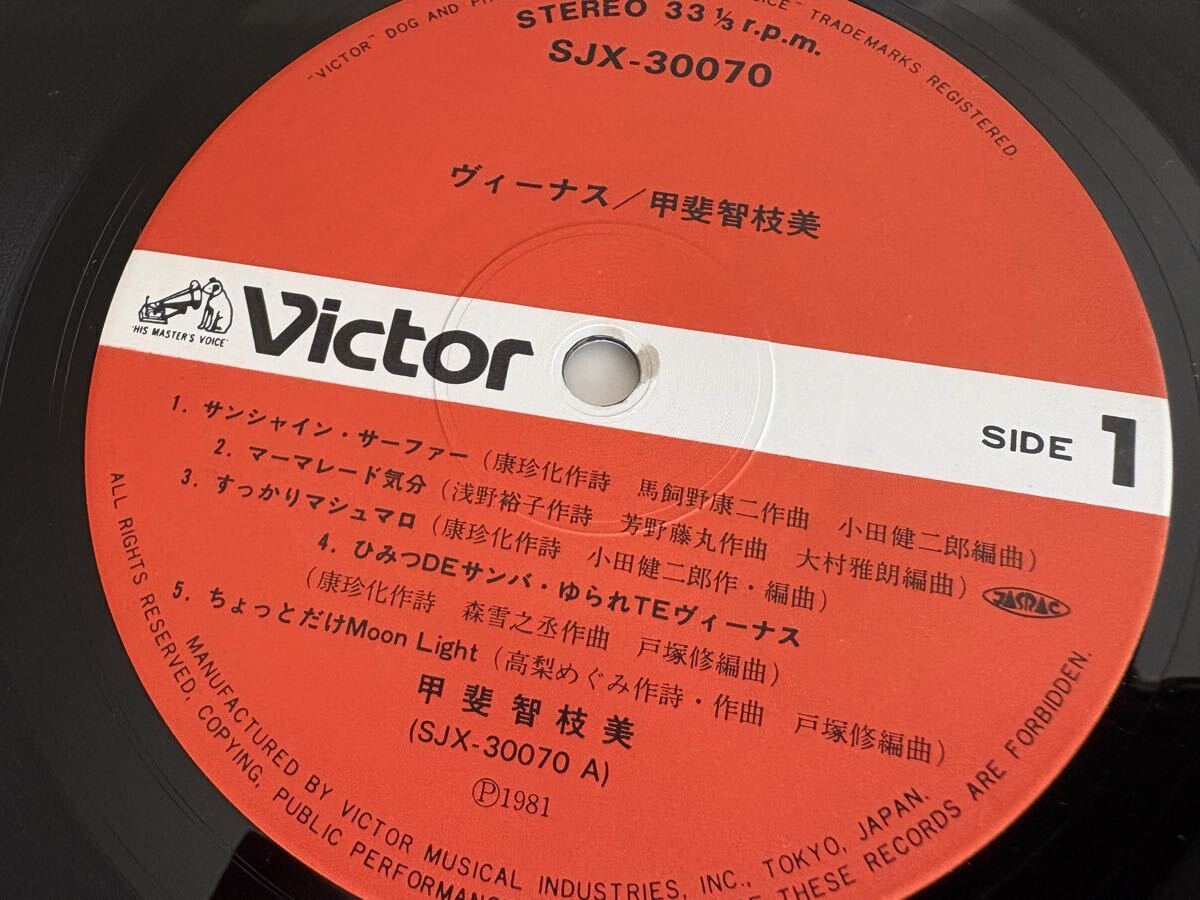 "VICTOR" DOG AND TRADEMARKS REGISTERED.
STEREO 33 1/3 r.p.m.
SJX-30070
ヴィーナス／甲斐智枝美
"HIS MASTER'S VOICE"
Victor
SIDE 1
1. サンシャイン・サーファー (康珍化作詩 馬飼野康二作曲 小田健二郎編曲)
2. マーマレード気分 (浅野裕子作詩 芳野藤丸作曲 大村雅朗編曲)
3. すっかりマシュマロ (康珍化作詩 小田健二郎作・編曲)
JASRAC
4. ひみつDEサンバ・ゆられTEヴィーナス
(康珍化作詩 森雪之丞作曲 戸塚修編曲)
5. ちょっとだけMoon Light (高梨めぐみ作詩・作曲 戸塚修編曲)
甲斐智枝美
(SJX-30070 A)
Ⓟ1981
MANUFACTURED BY VICTOR MUSICAL INDUSTRIES, INC., TOKYO, JAPAN.
ALL RIGHTS RESERVED, COPYING, PUBLIC THESE RECORDS ARE FORBIDDEN.